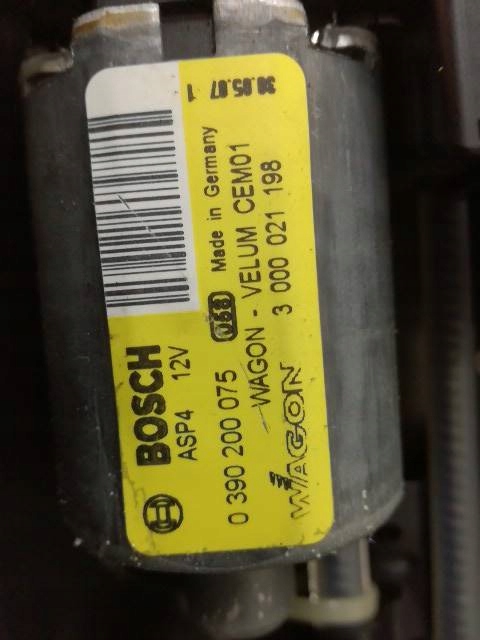 BOSCH
ASP4 12V
0 390 200 075 068 Made in Germany
WAGON - VELUM CEM01
3 000 021 198
WAGON
30.05.07 1